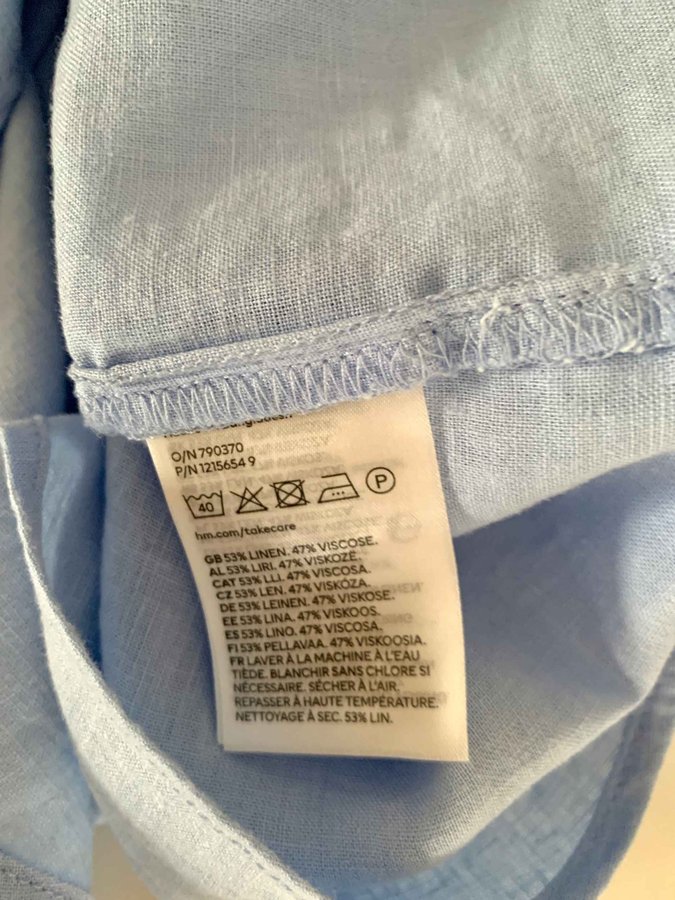 O/N 790370
P/N 1215654 9
40 P
hm.com/takecare
GB 53% LINEN. 47% VISCOSE.
AL 53% LIRI. 47% VISKOZË.
CAT 53% LLI. 47% VISCOSA.
CZ 53% LEN. 47% VISKÓZA.
DE 53% LEINEN. 47% VISKOSE.
EE 53% LINA. 47% VISKOOS.
ES 53% LINO. 47% VISCOSA.
FI 53% PELLAVAA. 47% VISKOOSIA.
FR LAVER À LA MACHINE À L'EAU
TIÈDE. BLANCHIR SANS CHLORE SI
NÉCESSAIRE. SÉCHER À L'AIR.
REPASSER À HAUTE TEMPÉRATURE.
NETTOYAGE À SEC. 53% LIN.